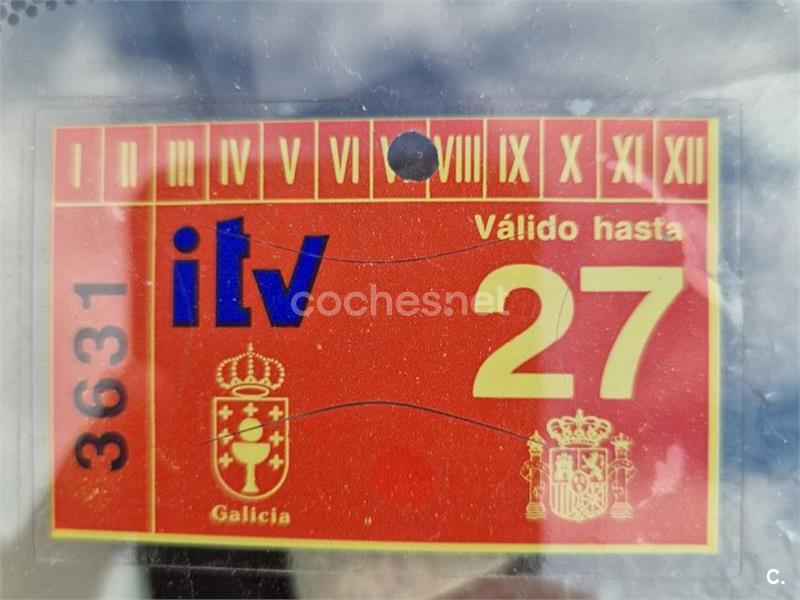 I II III IV V VI V VIII IX X XI XII
itv
Válido hasta
27
3631
coches.net
Galicia
C.